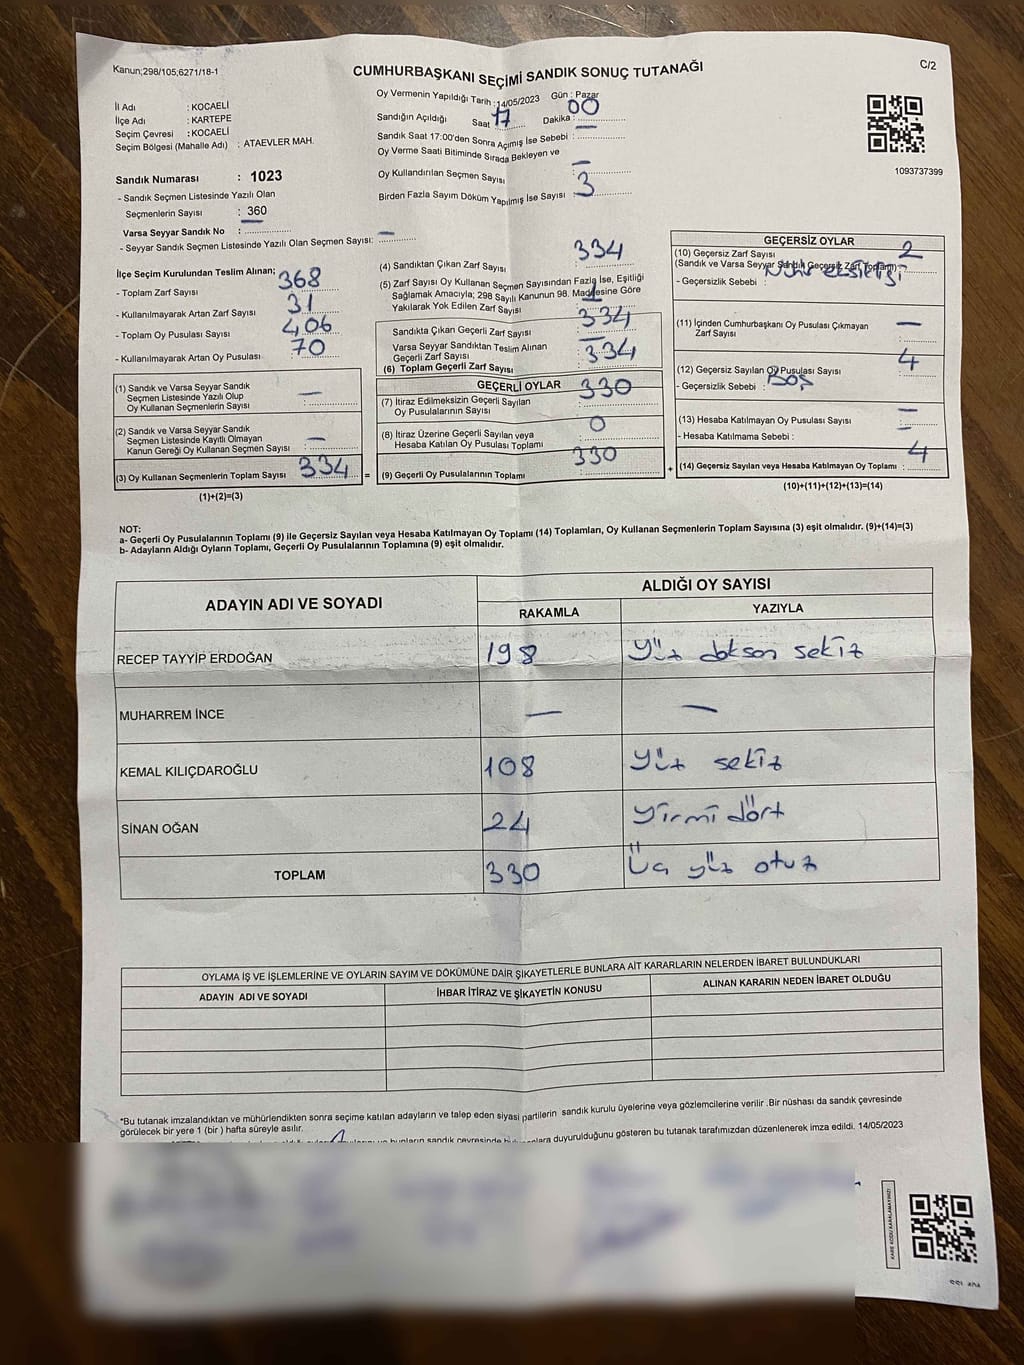 Kanun;298/105;6271/18-1
C/2
CUMHURBAŞKANI SEÇİMİ SANDIK SONUÇ TUTANAĞI
İl Adı : KOCAELİ
İlçe Adı : KARTEPE
Seçim Çevresi : KOCAELİ
Seçim Bölgesi (Mahalle Adı) : ATAEVLER MAH.
Sandık Numarası : 1023
- Sandık Seçmen Listesinde Yazılı Olan
Seçmenlerin Sayısı : 360
Varsa Seyyar Sandık No : —
- Seyyar Sandık Seçmen Listesinde Yazılı Olan Seçmen Sayısı: —
Oy Vermenin Yapıldığı Tarih : 14/05/2023 Gün : Pazar
Sandığın Açıldığı Saat 17 Dakika : 00
Sandık Saat 17:00'den Sonra Açımış İse Sebebi : —
Oy Verme Saati Bitiminde Sırada Bekleyen ve
Oy Kullandırılan Seçmen Sayısı —
Birden Fazla Sayım Döküm Yapılmış İse Sayısı 3
1093737399
İlçe Seçim Kurulundan Teslim Alınan;
- Toplam Zarf Sayısı : 368
- Kullanılmayarak Artan Zarf Sayısı : 31
- Toplam Oy Pusulası Sayısı : 406
- Kullanılmayarak Artan Oy Pusulası : 70
(1) Sandık ve Varsa Seyyar Sandık
Seçmen Listesinde Yazılı Olup
Oy Kullanan Seçmenlerin Sayısı : —
(2) Sandık ve Varsa Seyyar Sandık
Seçmen Listesinde Kayıtlı Olmayan
Kanun Gereği Oy Kullanan Seçmen Sayısı : —
(3) Oy Kullanan Seçmenlerin Toplam Sayısı : 334 =
(1)+(2)=(3)
(4) Sandıktan Çıkan Zarf Sayısı 334
(5) Zarf Sayısı Oy Kullanan Seçmen Sayısından Fazla İse, Eşitliği
Sağlamak Amacıyla; 298 Sayılı Kanunun 98. Maddesine Göre
Yakılarak Yok Edilen Zarf Sayısı
Sandıkta Çıkan Geçerli Zarf Sayısı 334
Varsa Seyyar Sandıktan Teslim Alınan
Geçerli Zarf Sayısı —
(6) Toplam Geçerli Zarf Sayısı 334
GEÇERLİ OYLAR
(7) İtiraz Edilmeksizin Geçerli Sayılan
Oy Pusulalarının Sayısı 330
(8) İtiraz Üzerine Geçerli Sayılan veya
Hesaba Katılan Oy Pusulası Toplamı 0
(9) Geçerli Oy Pusulalarının Toplamı 330 +
GEÇERSİZ OYLAR
(10) Geçersiz Zarf Sayısı 2
(Sandık ve Varsa Seyyar Sandık Geçersiz Zarf Toplamı)
- Geçersizlik Sebebi : Mühür eksikliği
(11) İçinden Cumhurbaşkanı Oy Pusulası Çıkmayan
Zarf Sayısı —
(12) Geçersiz Sayılan Oy Pusulası Sayısı 4
- Geçersizlik Sebebi : BOŞ
(13) Hesaba Katılmayan Oy Pusulası Sayısı —
- Hesaba Katılmama Sebebi : —
(14) Geçersiz Sayılan veya Hesaba Katılmayan Oy Toplamı : 4
(10)+(11)+(12)+(13)=(14)
NOT:
a- Geçerli Oy Pusulalarının Toplamı (9) ile Geçersiz Sayılan veya Hesaba Katılmayan Oy Toplamı (14) Toplamları, Oy Kullanan Seçmenlerin Toplam Sayısına (3) eşit olmalıdır. (9)+(14)=(3)
b- Adayların Aldığı Oyların Toplamı, Geçerli Oy Pusulalarının Toplamına (9) eşit olmalıdır.
ADAYIN ADI VE SOYADI ALDIĞI OY SAYISI
RAKAMLA YAZIYLA
RECEP TAYYİP ERDOĞAN 198 Yüz doksan sekiz
MUHARREM İNCE — —
KEMAL KILIÇDAROĞLU 108 Yüz sekiz
SİNAN OĞAN 24 Yirmi dört
TOPLAM 330 Üç yüz otuz
OYLAMA İŞ VE İŞLEMLERİNE VE OYLARIN SAYIM VE DÖKÜMÜNE DAİR ŞİKAYETLERLE BUNLARA AİT KARARLARIN NELERDEN İBARET BULUNDUKLARI
ADAYIN ADI VE SOYADI İHBAR İTİRAZ VE ŞİKAYETİN KONUSU ALINAN KARARIN NEDEN İBARET OLDUĞU
*Bu tutanak imzalandıktan ve mühürlendikten sonra seçime katılan adayların ve talep eden siyasi partilerin sandık kurulu üyelerine veya gözlemcilerine verilir .Bir nüshası da sandık çevresinde
görülecek bir yere 1 (bir ) hafta süreyle asılır.
duyurulduğunu gösteren bu tutanak tarafımızdan düzenlenerek imza edildi. 14/05/2023
KARE KODU KARALAMAYINIZ!